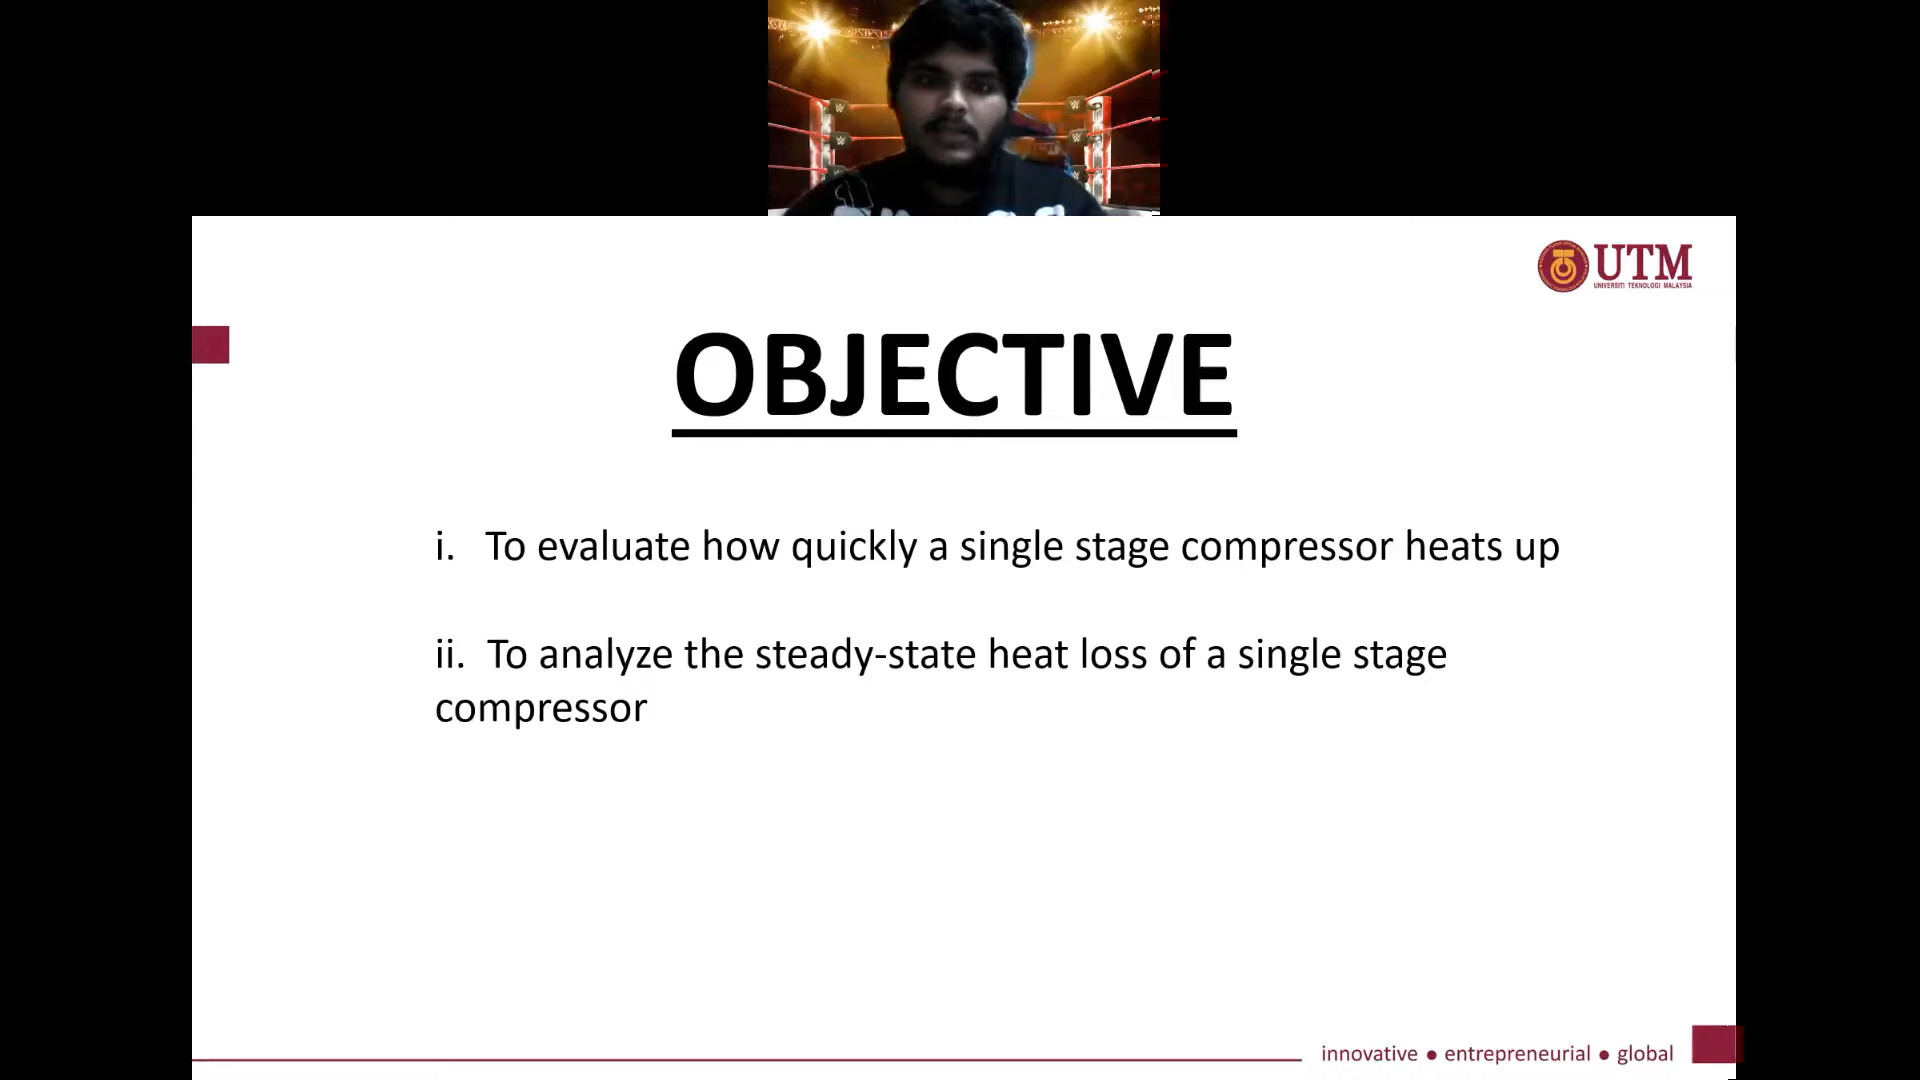 UTM
UNIVERSITI TEKNOLOGI MALAYSIA
OBJECTIVE
i. To evaluate how quickly a single stage compressor heats up
ii. To analyze the steady-state heat loss of a single stage
compressor
innovative ● entrepreneurial ● global